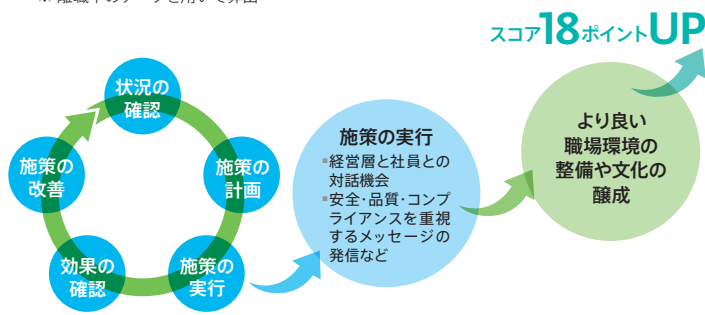 スコア18ポイントUP
状況の
確認
施策の
計画
施策の
実行
効果の
確認
施策の
改善
施策の実行
▪経営層と社員との
対話機会
▪安全・品質・コンプ
ライアンスを重視
するメッセージの
発信など
より良い
職場環境の
整備や文化の
醸成